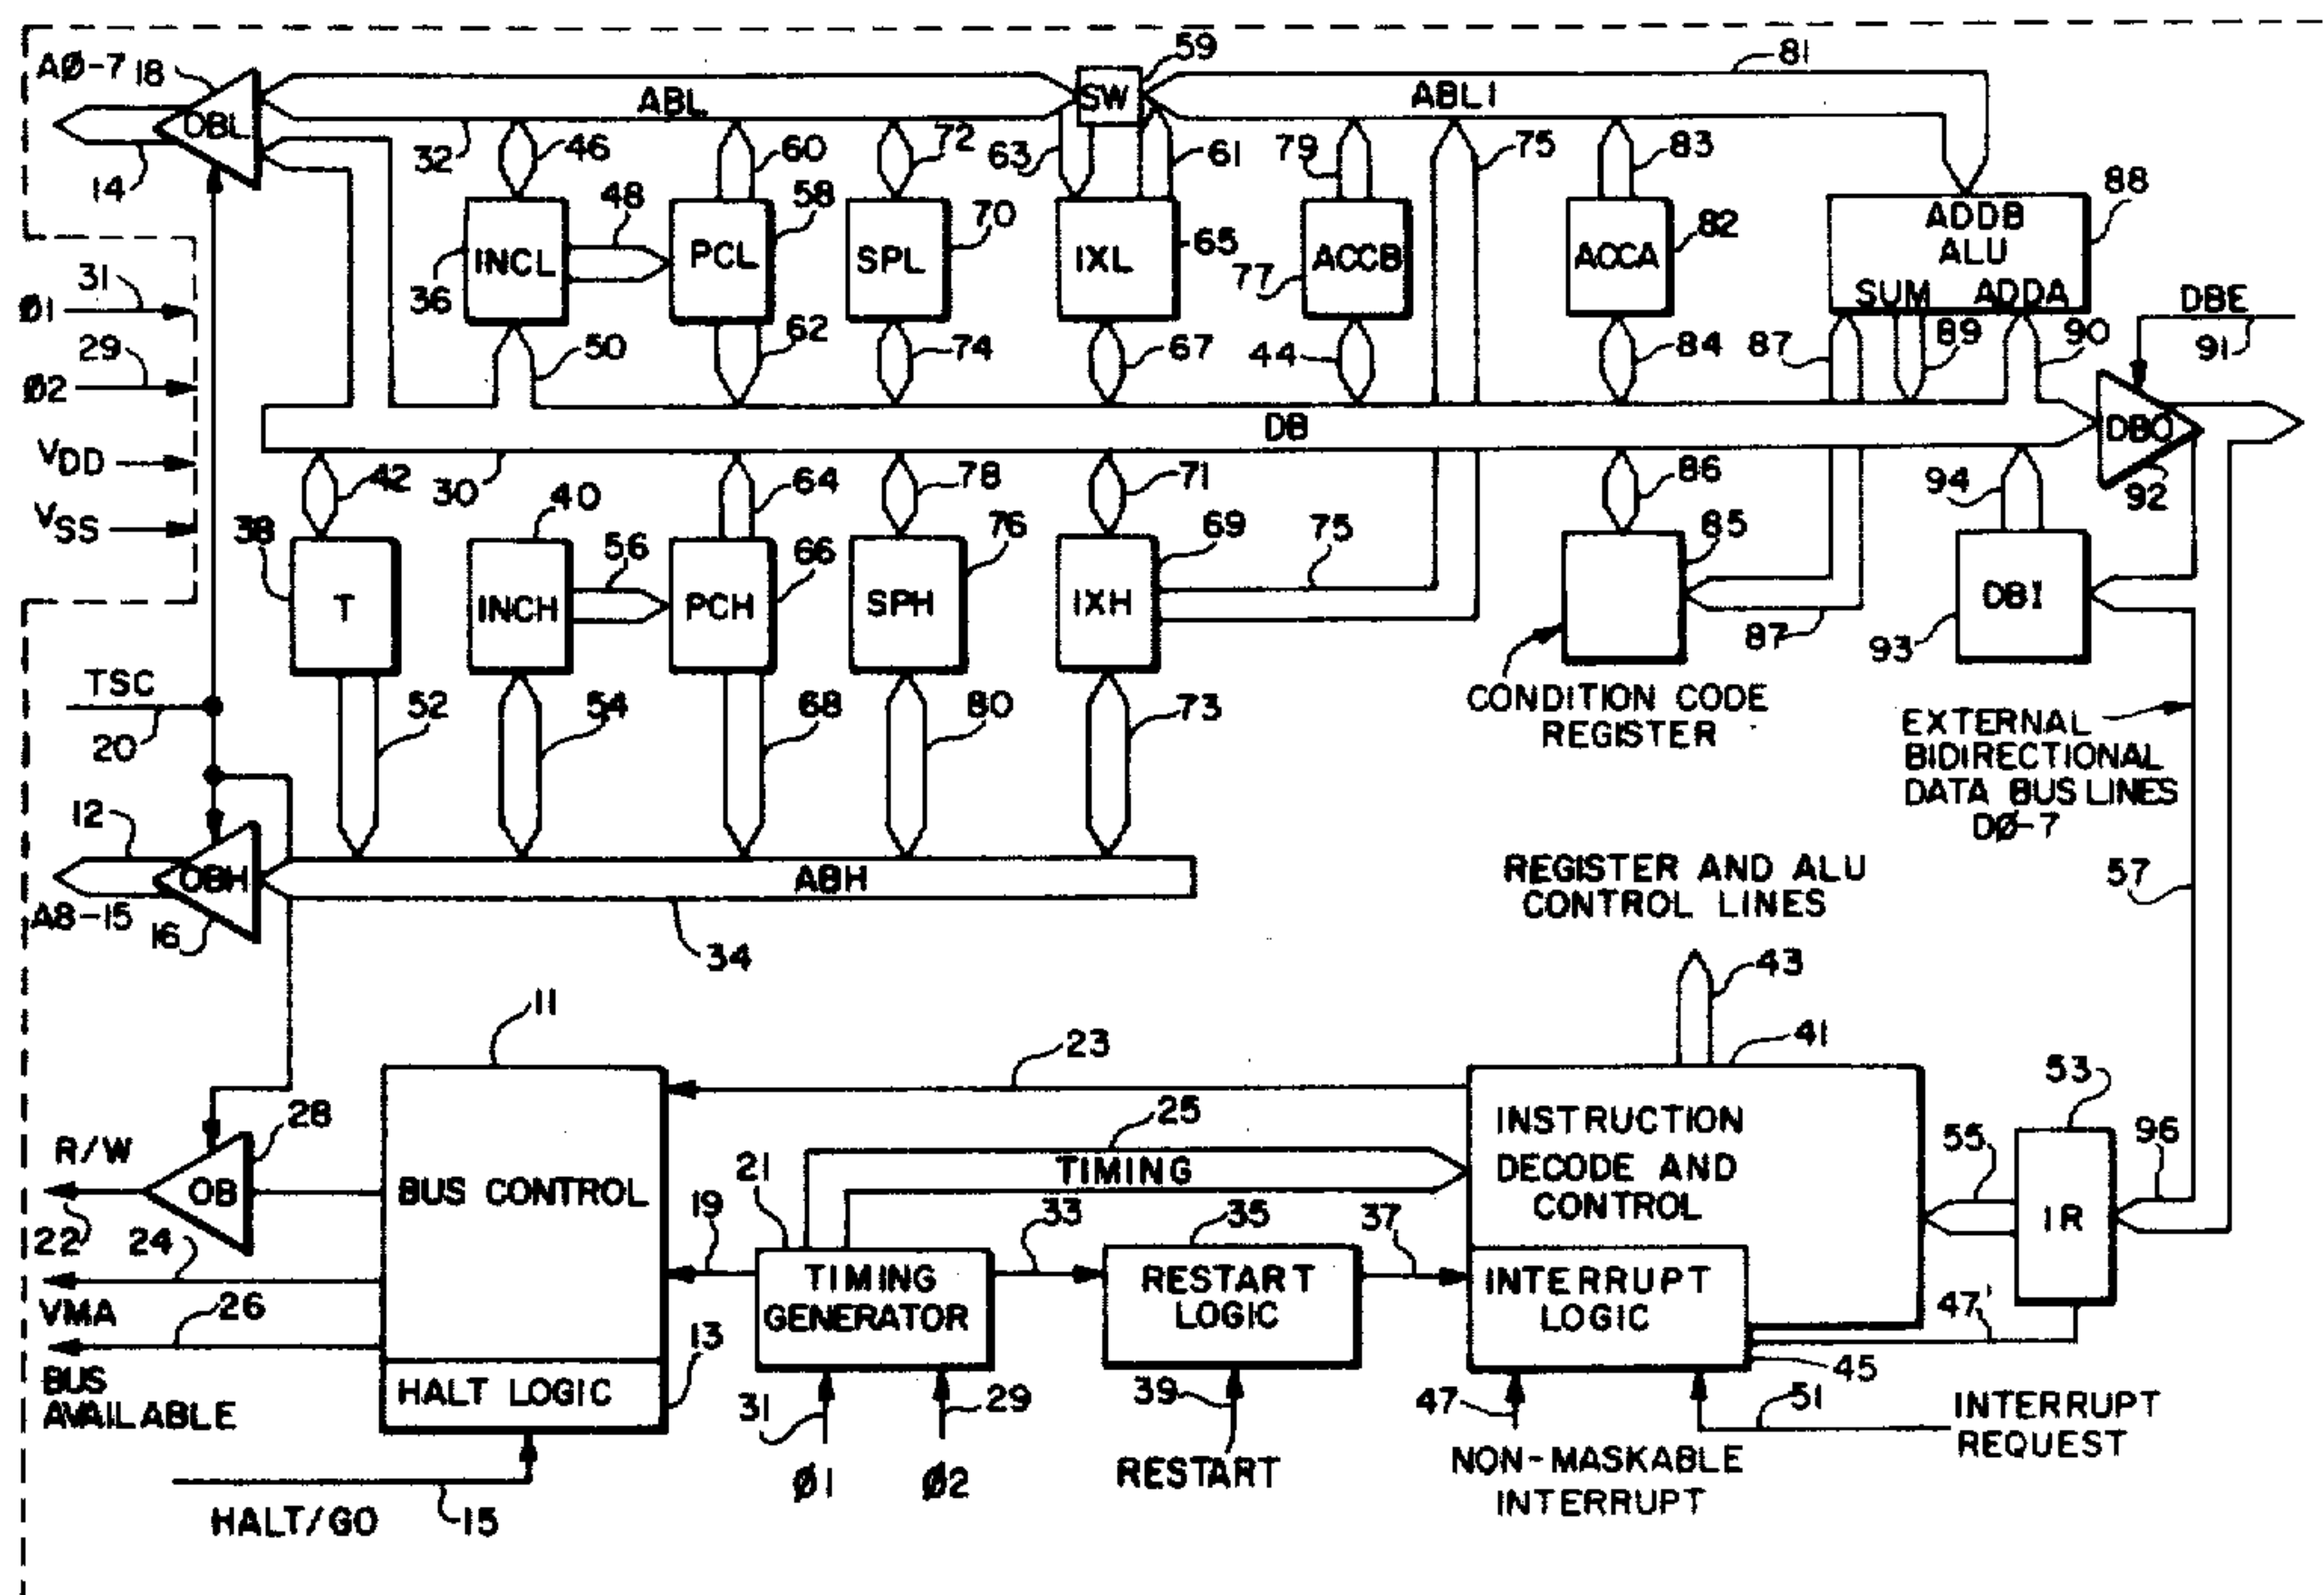 AØ-7 18
59
81
OBL
ABL
SW
ABL1
32
46
60
72
63
61
79
75
83
14
48
58
70
65
88
INCL
PCL
SPL
IXL
ACCB
ACCA
82
ADDB
ALU
SUM ADDA
36
77
31
Ø1
DBE
91
50
62
74
67
44
84
87
89
90
29
Ø2
DB
DBO
VDD
42
30
40
64
78
71
86
94
92
VSS
38
56
66
76
69
75
85
T
INCH
PCH
SPH
IXH
DBI
87
93
TSC
20
52
54
68
80
73
CONDITION CODE
REGISTER
EXTERNAL
BIDIRECTIONAL
DATA BUS LINES
DØ-7
12
OBH
ABH
A8-15
16
34
REGISTER AND ALU
CONTROL LINES
57
43
11
23
41
53
28
25
R/W
OB
BUS CONTROL
21
TIMING
INSTRUCTION
DECODE AND
CONTROL
55
96
IR
22
24
19
33
35
37
VMA
26
TIMING
GENERATOR
RESTART
LOGIC
INTERRUPT
LOGIC
47'
13
45
BUS
AVAILABLE
HALT LOGIC
31
29
39
47
51
INTERRUPT
REQUEST
Ø1
Ø2
RESTART
NON-MASKABLE
INTERRUPT
HALT/GO
15